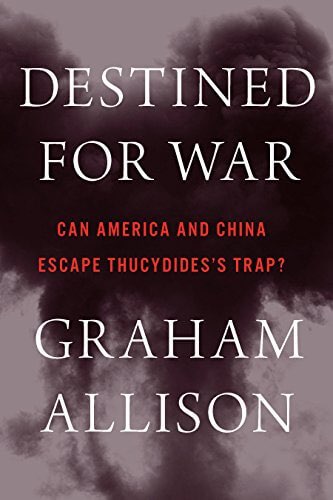 DESTINED
FOR WAR
CAN AMERICA AND CHINA
ESCAPE THUCYDIDES'S TRAP?
GRAHAM
ALLISON